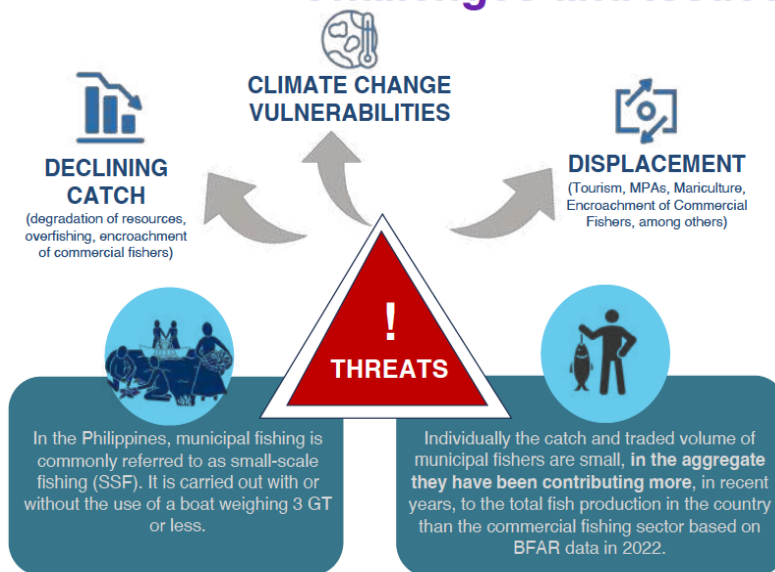 CLIMATE CHANGE
VULNERABILITIES
DECLINING
CATCH
(degradation of resources,
overfishing, encroachment
of commercial fishers)
DISPLACEMENT
(Tourism, MPAs, Mariculture,
Encroachment of Commercial
Fishers, among others)
!
THREATS
In the Philippines, municipal fishing is
commonly referred to as small-scale
fishing (SSF). It is carried out with or
without the use of a boat weighing 3 GT
or less.
Individually the catch and traded volume of
municipal fishers are small, in the aggregate
they have been contributing more, in recent
years, to the total fish production in the country
than the commercial fishing sector based on
BFAR data in 2022.